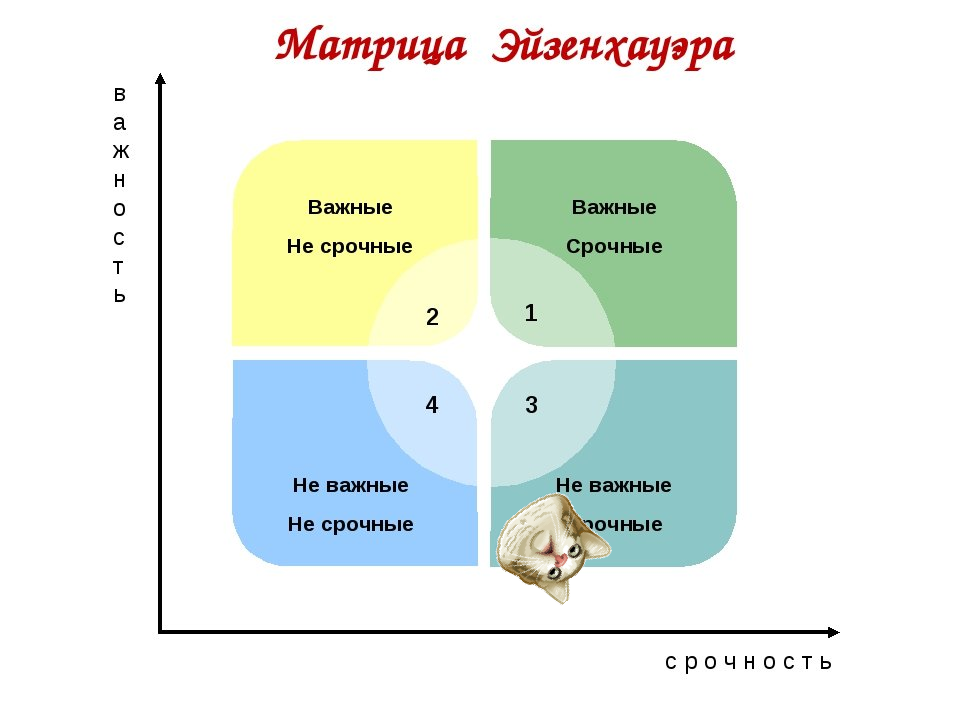 Матрица Эйзенхауэра
важность
Важные
Не срочные
2
Важные
Срочные
1
4
Не важные
Не срочные
3
Не важные
рочные
срочность